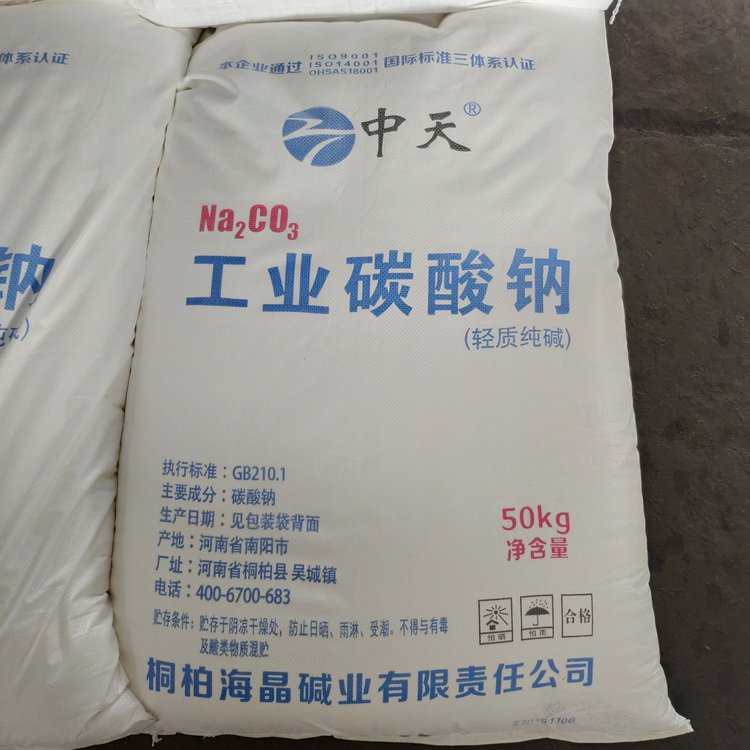 体系认证
本企业通过 ISO9001 ISO14001 OHSAS18001 国际标准三体系认证
中天®
Na₂CO₃
工业碳酸钠
(轻质纯碱)
钠
执行标准：GB210.1
主要成分：碳酸钠
生产日期：见包装袋背面
产地：河南省南阳市
厂址：河南省桐柏县 吴城镇
电话：400-6700-683
50kg
净含量
贮存条件：贮存于阴凉干燥处，防止日晒、雨淋、受潮。不得与有毒
及酸类物质混贮
怕晒
怕雨
合格
桐柏海晶碱业有限责任公司
S20191106